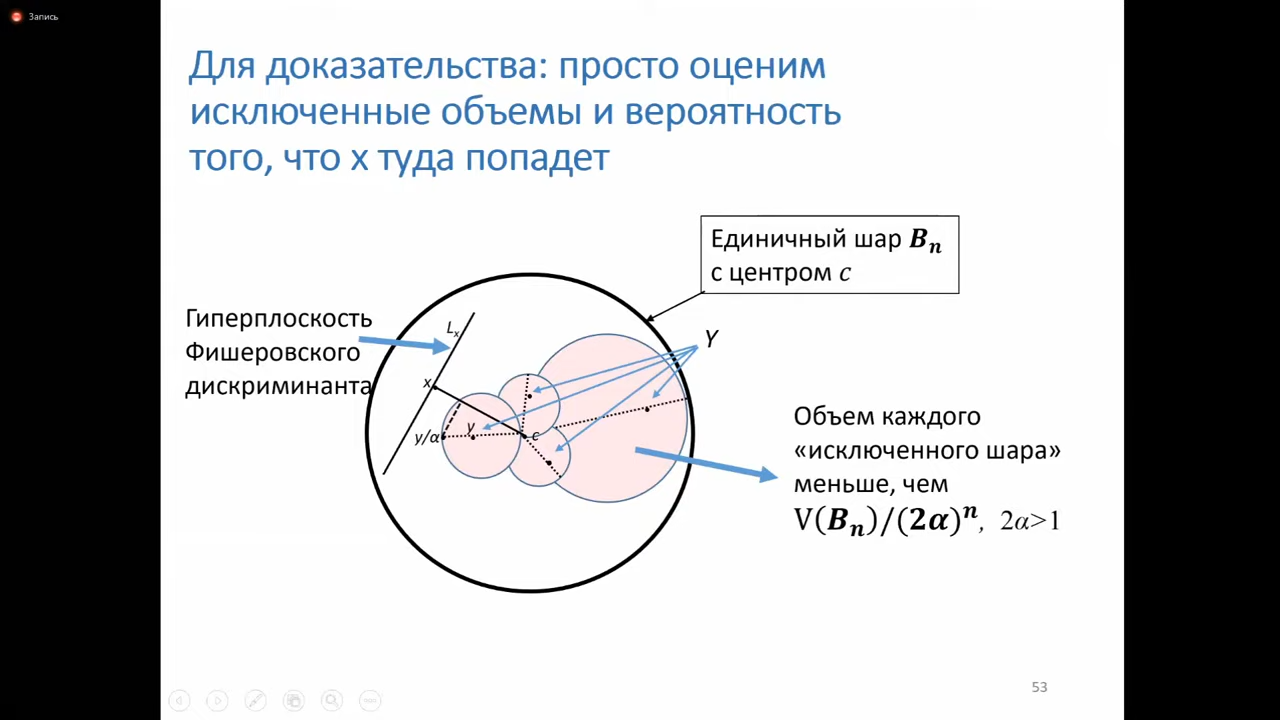 Запись
Для доказательства: просто оценим
исключенные объемы и вероятность
того, что x туда попадет
Единичный шар Bₙ
с центром c
Гиперплоскость
Фишеровского
дискриминанта
Lₓ
Y
x
y/α
y
c
Объем каждого
«исключенного шара»
меньше, чем
V(Bₙ)/(2α)ⁿ, 2α>1
53